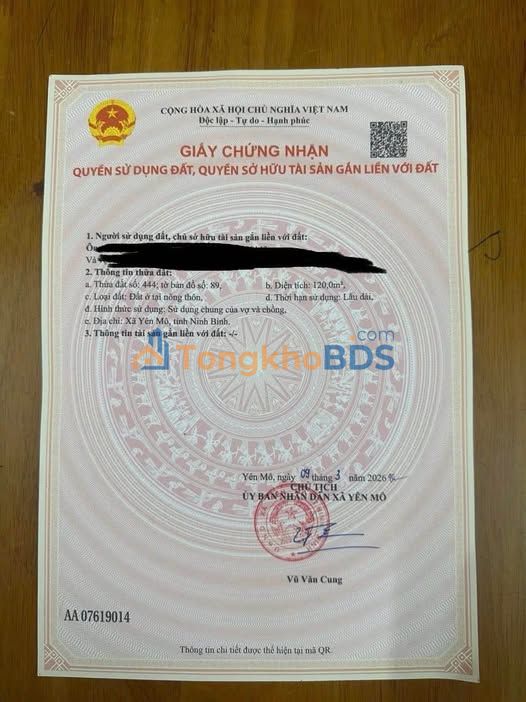 CỘNG HÒA XÃ HỘI CHỦ NGHĨA VIỆT NAM
Độc lập - Tự do - Hạnh phúc
GIẤY CHỨNG NHẬN
QUYỀN SỬ DỤNG ĐẤT, QUYỀN SỞ HỮU TÀI SẢN GẮN LIỀN VỚI ĐẤT
1. Người sử dụng đất, chủ sở hữu tài sản gắn liền với đất:
Và
2. Thông tin thửa đất:
a. Thửa đất số: 444; tờ bản đồ số: 89, b. Diện tích: 120,0m²,
c. Loại đất: Đất ở tại nông thôn, d. Thời hạn sử dụng: Lâu dài,
đ. Hình thức sử dụng: Sử dụng chung của vợ và chồng,
e. Địa chỉ: Xã Yên Mô, tỉnh Ninh Bình.
3. Thông tin tài sản gắn liền với đất: -/-
TongkhoBDS.com
Yên Mô, ngày 09 tháng 3 năm 2026
CHỦ TỊCH
ỦY BAN NHÂN DÂN XÃ YÊN MÔ
Vũ Văn Cung
AA 07619014
Thông tin chi tiết được thể hiện tại mã QR.